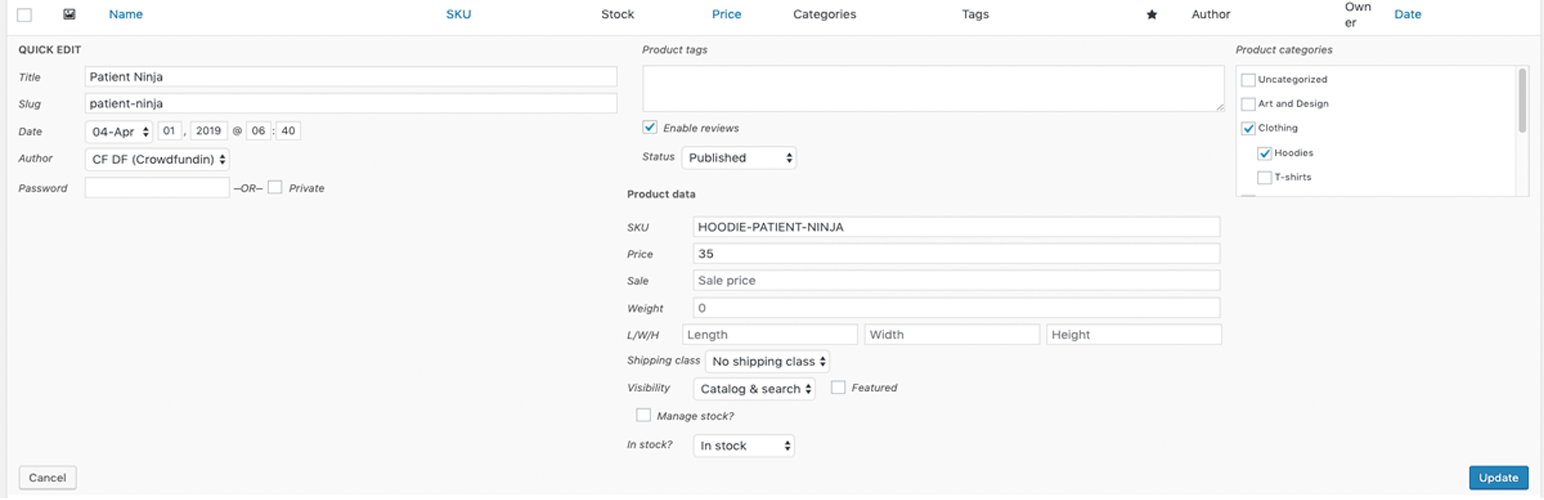 Name SKU Stock Price Categories Tags Author Own er Date
QUICK EDIT
Title Patient Ninja
Slug patient-ninja
Date 04-Apr 01 , 2019 @ 06 : 40
Author CF DF (Crowdfundin)
Password –OR– Private
Product tags
Enable reviews
Status Published
Product data
SKU HOODIE-PATIENT-NINJA
Price 35
Sale Sale price
Weight 0
L/W/H Length Width Height
Shipping class No shipping class
Visibility Catalog & search Featured
Manage stock?
In stock? In stock
Product categories
Uncategorized
Art and Design
Clothing
Hoodies
T-shirts
Cancel Update